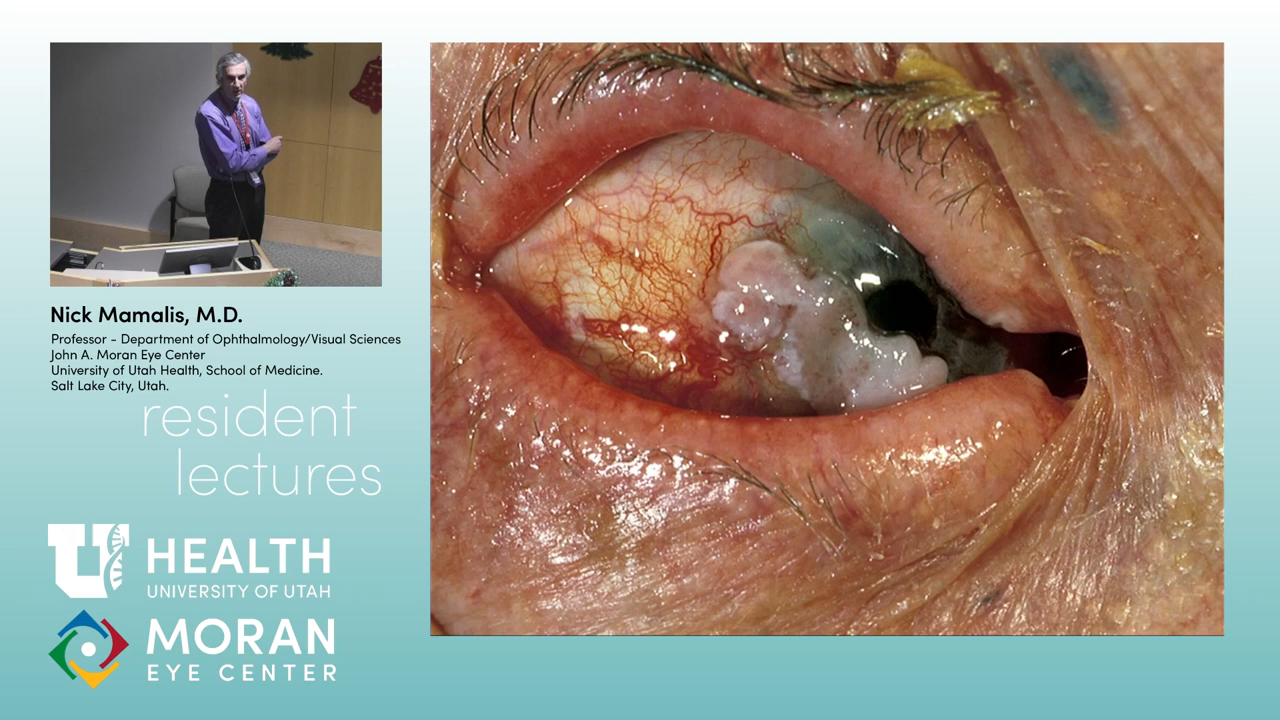 Nick Mamalis, M.D.
Professor - Department of Ophthalmology/Visual Sciences
John A. Moran Eye Center
University of Utah Health, School of Medicine.
Salt Lake City, Utah.
resident
lectures
U HEALTH
UNIVERSITY OF UTAH
MORAN
EYE CENTER